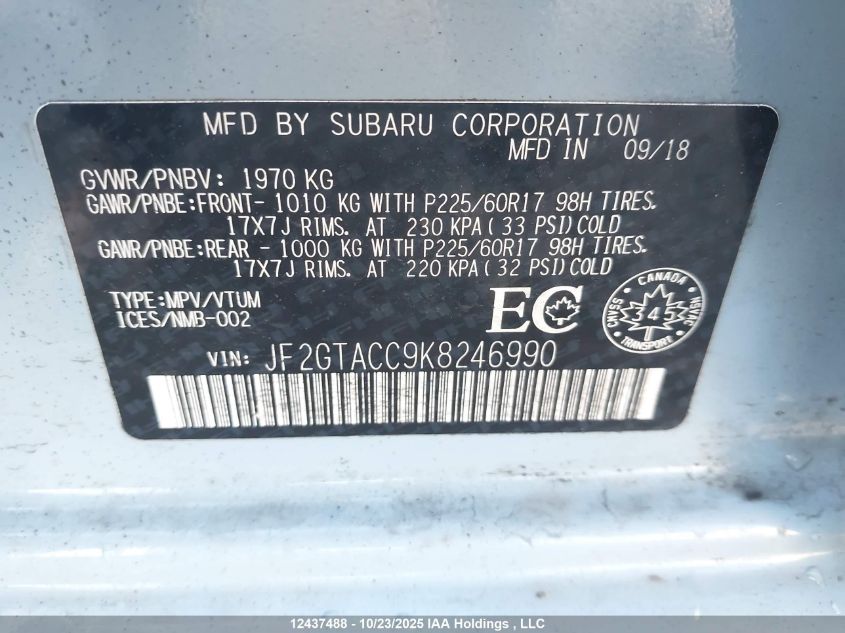 MFD BY SUBARU CORPORATION
MFD IN 09/18
GVWR/PNBV: 1970 KG
GAWR/PNBE:FRONT- 1010 KG WITH P225/60R17 98H TIRES.
17X7J RIMS. AT 230 KPA(33 PSI)COLD
GAWR/PNBE:REAR - 1000 KG WITH P225/60R17 98H TIRES.
17X7J RIMS. AT 220 KPA(32 PSI)COLD
TYPE:MPV/VTUM
ICES/NMB-002
EC
CANADA
CMVSS
345
NSVAC
TRANSPORT
VIN: JF2GTACC9K8246990
12437488 - 10/23/2025 IAA Holdings , LLC